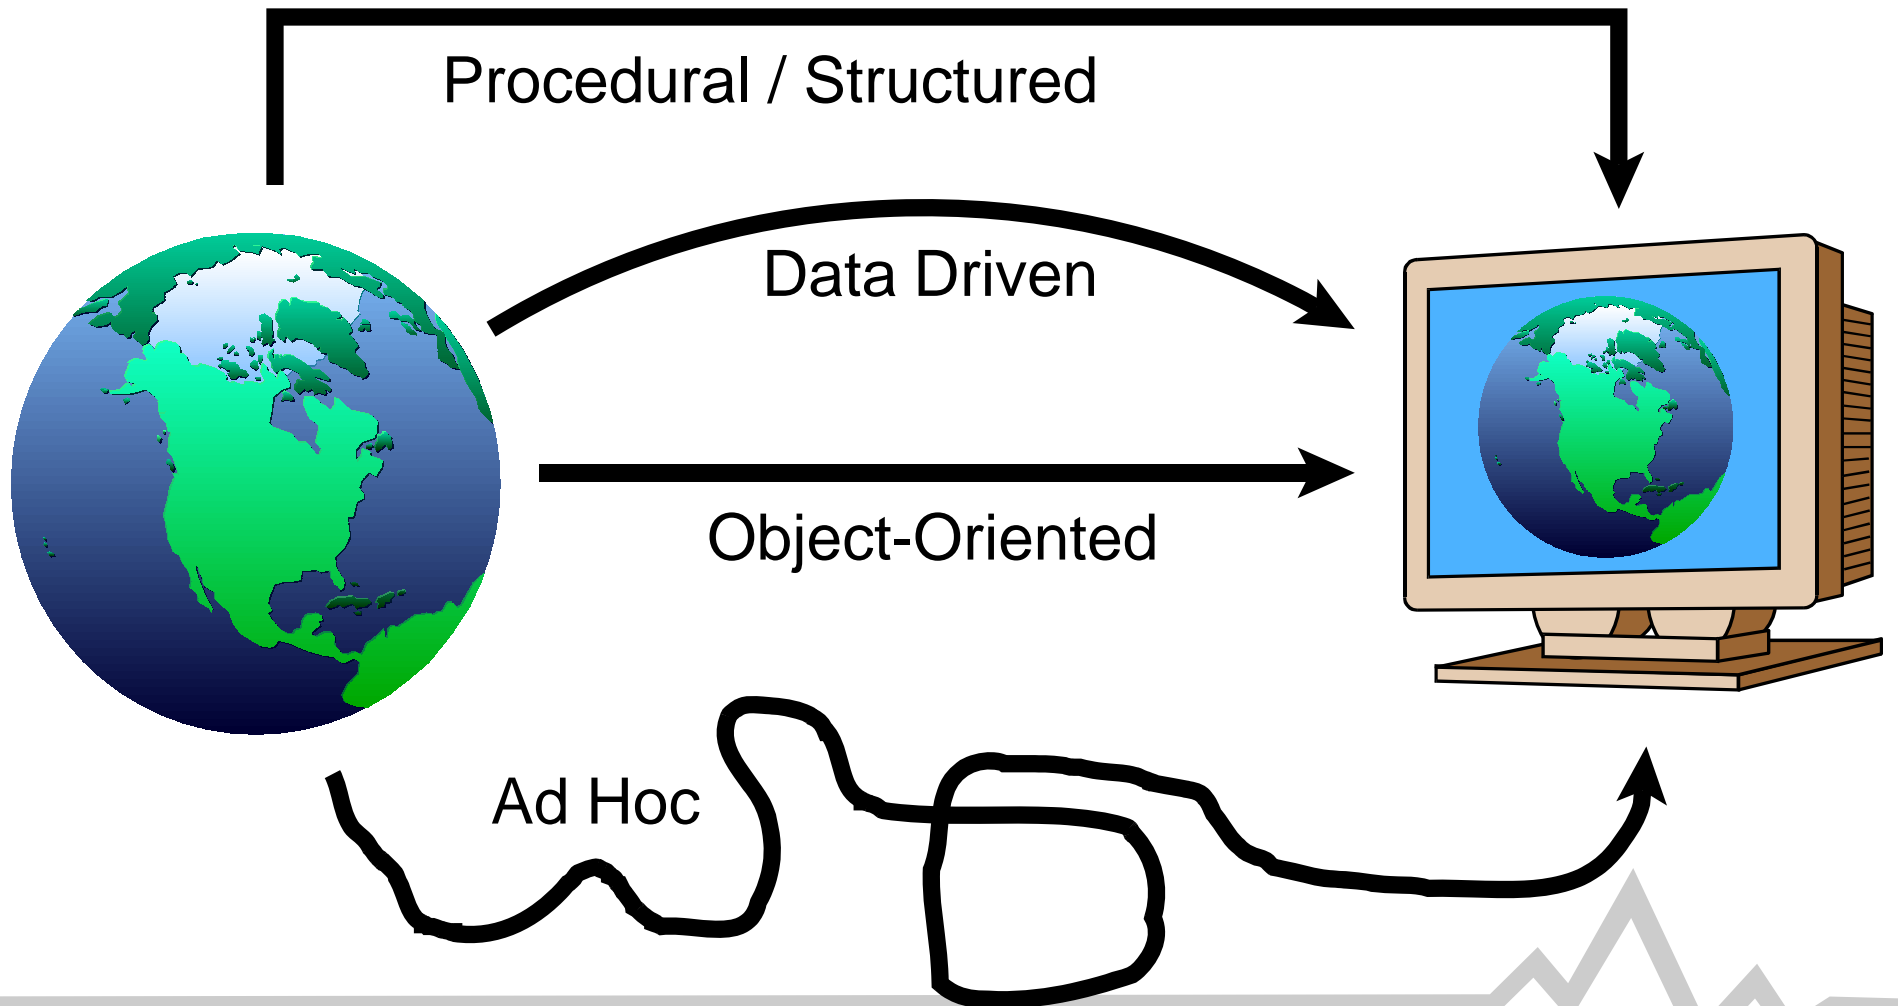 Procedural / Structured
Data Driven
Object-Oriented
Ad Hoc